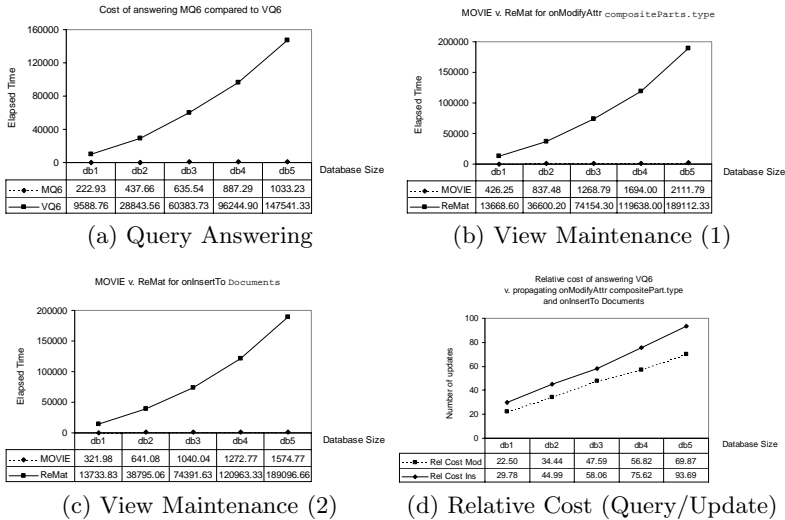 Cost of answering MQ6 compared to VQ6
Elapsed Time
160000
120000
80000
40000
0
db1 db2 db3 db4 db5
Database Size
MQ6 222.93 437.66 635.54 887.29 1033.23
VQ6 9588.76 28843.56 60383.73 96244.90 147541.33
(a) Query Answering
MOVIE v. ReMat for onModifyAttr compositeParts.type
Elapsed Time
200000
150000
100000
50000
0
db1 db2 db3 db4 db5
Database Size
MOVIE 426.25 837.48 1268.79 1694.00 2111.79
ReMat 13668.60 36600.20 74154.30 119638.00 189112.33
(b) View Maintenance (1)
MOVIE v. ReMat for onInsertTo Documents
Elapsed Time
200000
150000
100000
50000
0
db1 db2 db3 db4 db5
Database Size
MOVIE 321.98 641.08 1040.04 1272.77 1574.77
ReMat 13733.83 38795.06 74391.63 120963.33 189096.66
(c) View Maintenance (2)
Relative cost of answering VQ6
v. propagating onModifyAttr compositePart.type
and onInsertTo Documents
Number of updates
100
80
60
40
20
0
db1 db2 db3 db4 db5
Database Size
Rel Cost Mod 22.50 34.44 47.59 56.82 69.87
Rel Cost Ins 29.78 44.99 58.06 75.62 93.69
(d) Relative Cost (Query/Update)